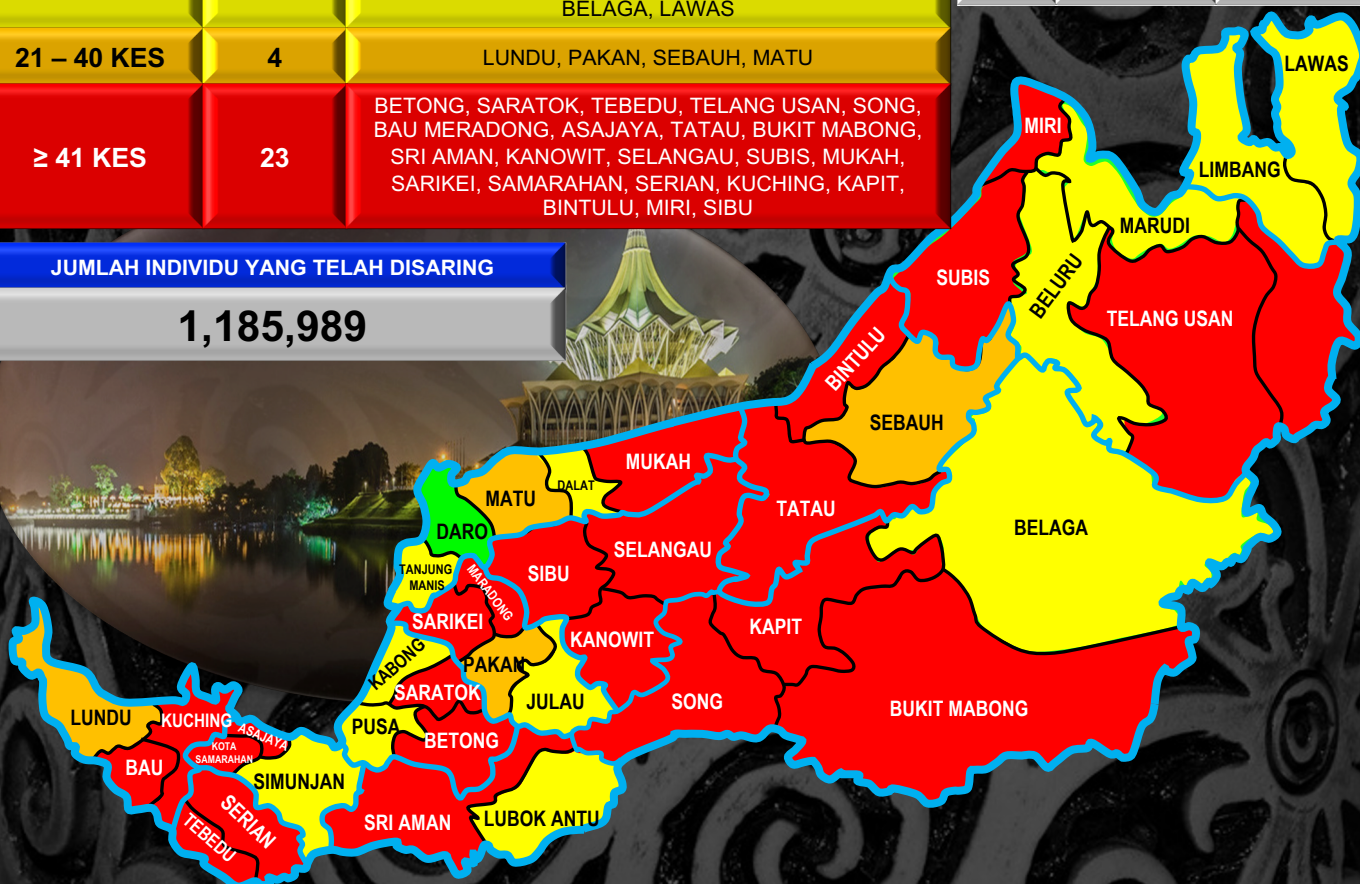 BELAGA, LAWAS
21 – 40 KES
4
LUNDU, PAKAN, SEBAUH, MATU
≥ 41 KES
23
BETONG, SARATOK, TEBEDU, TELANG USAN, SONG,
BAU MERADONG, ASAJAYA, TATAU, BUKIT MABONG,
SRI AMAN, KANOWIT, SELANGAU, SUBIS, MUKAH,
SARIKEI, SAMARAHAN, SERIAN, KUCHING, KAPIT,
BINTULU, MIRI, SIBU
JUMLAH INDIVIDU YANG TELAH DISARING
1,185,989
LAWAS
MIRI
LIMBANG
MARUDI
SUBIS
BELURU
TELANG USAN
BINTULU
SEBAUH
MUKAH
DALAT
MATU
TATAU
DARO
BELAGA
SELANGAU
TANJUNG
MANIS
SIBU
MARADONG
SARIKEI
KAPIT
KANOWIT
KABONG
PAKAN
SARATOK
JULAU
SONG
BUKIT MABONG
LUNDU
KUCHING
ASAJAYA
PUSA
BETONG
KOTA
SAMARAHAN
BAU
SIMUNJAN
SERIAN
TEBEDU
SRI AMAN
LUBOK ANTU